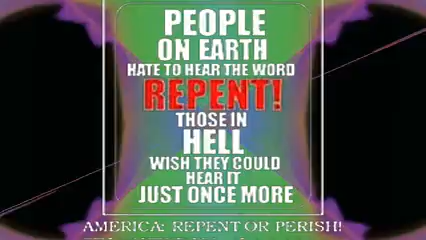 PEOPLE
ON EARTH
HATE TO HEAR THE WORD
REPENT!
THOSE IN
HELL
WISH THEY COULD
HEAR IT
JUST ONCE MORE
AMERICA: REPENT OR PERISH!